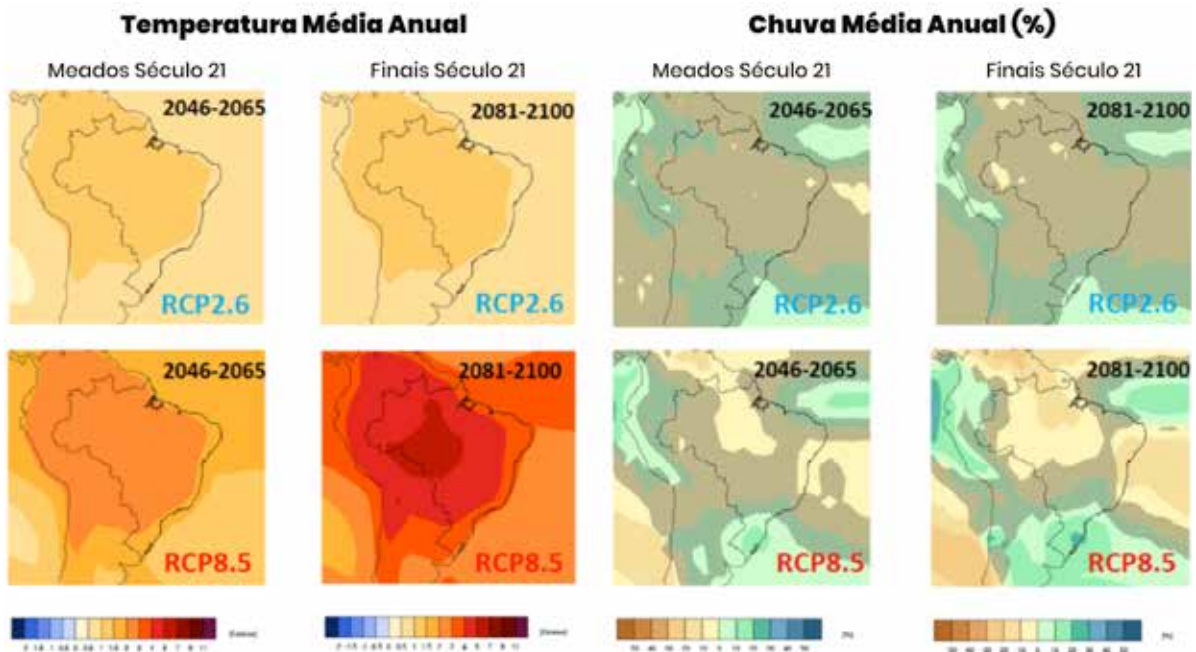 Temperatura Média Anual
Chuva Média Anual (%)
Meados Século 21
Finais Século 21
Meados Século 21
Finais Século 21
2046-2065
2081-2100
2046-2065
2081-2100
RCP2.6
RCP2.6
RCP2.6
RCP2.6
2046-2065
2081-2100
2046-2065
2081-2100
RCP8.5
RCP8.5
RCP8.5
RCP8.5